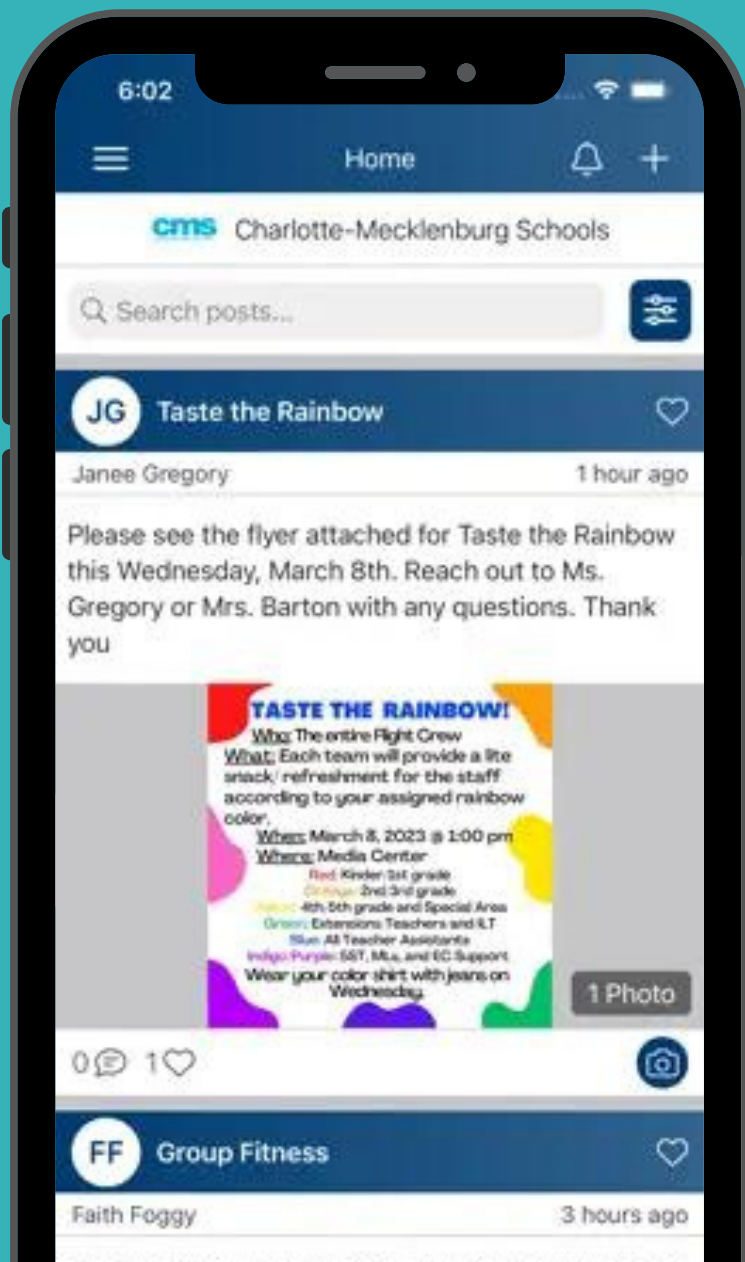 6:02
Home
cms Charlotte-Mecklenburg Schools
Search posts...
JG Taste the Rainbow
Janee Gregory 1 hour ago
Please see the flyer attached for Taste the Rainbow
this Wednesday, March 8th. Reach out to Ms.
Gregory or Mrs. Barton with any questions. Thank
you
TASTE THE RAINBOW!
Who: The entire Flight Crew
What: Each team will provide a lite
snack/ refreshment for the staff
according to your assigned rainbow
color.
When: March 8, 2023 @ 1:00 pm
Where: Media Center
Red: Kinder/1st grade
Orange: 2nd/3rd grade
4th/5th grade and Special Area
Green: Extensions Teachers and ILT
Blue: All Teacher Assistants
Indigo/Purple: SST, MLs, and EC Support
Wear your color shirt with jeans on
Wednesday.
1 Photo
0 1
FF Group Fitness
Faith Foggy 3 hours ago